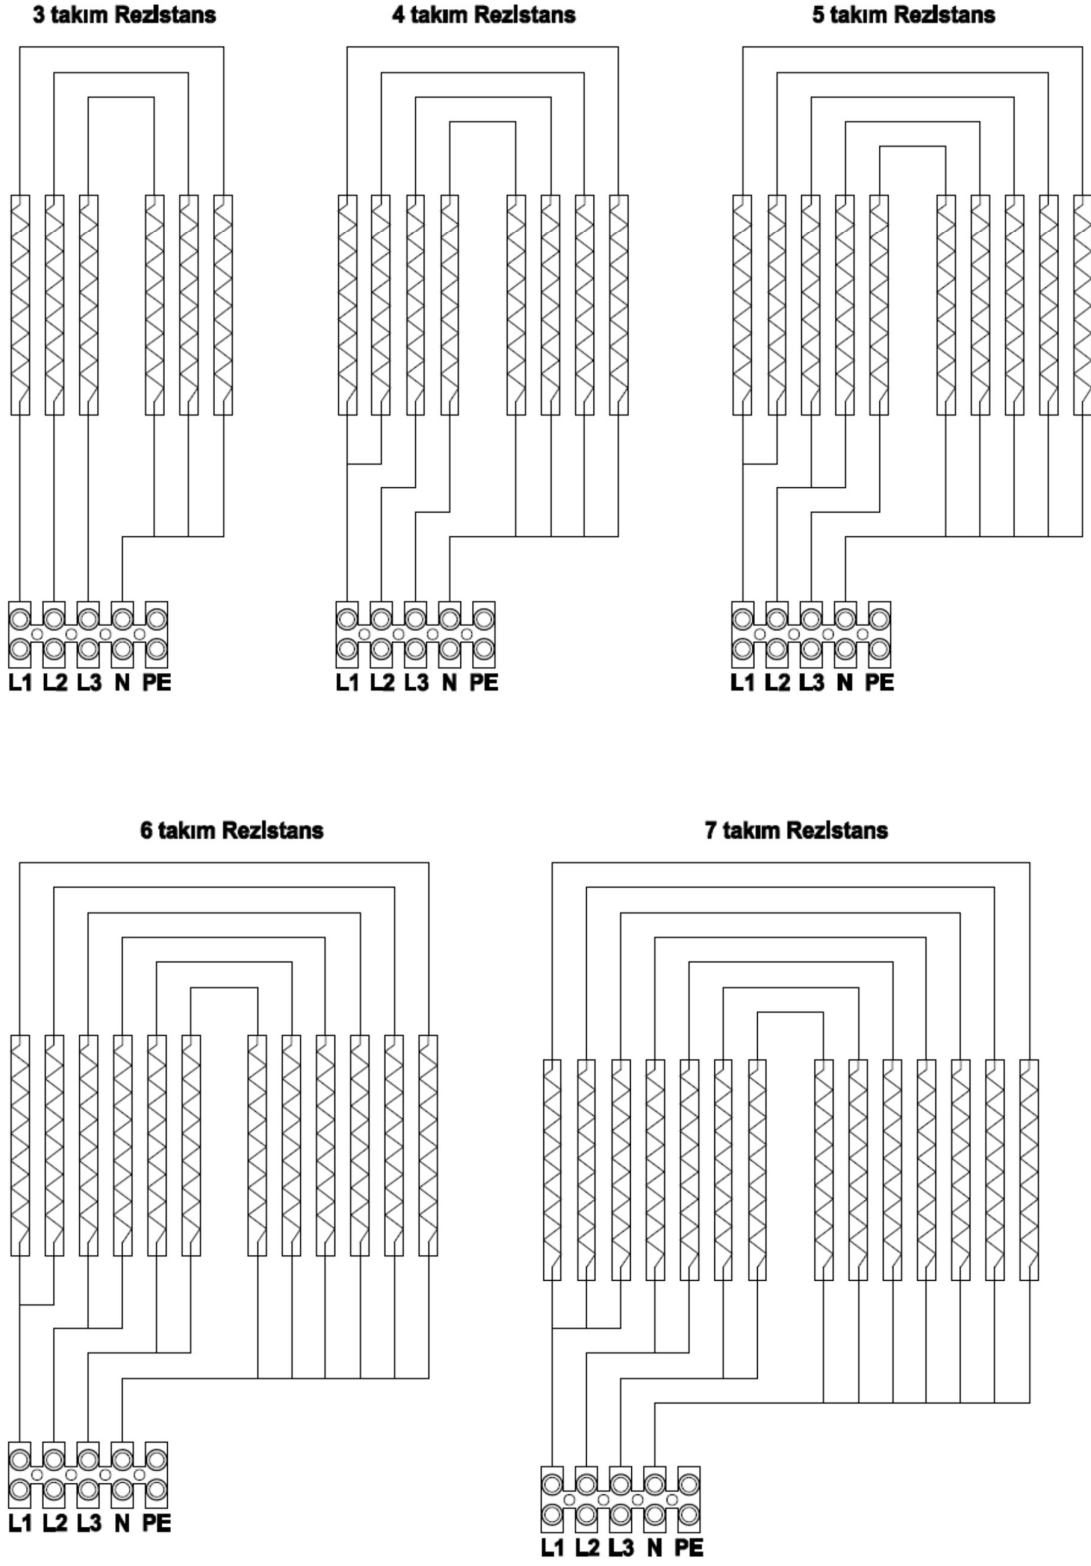 3 takım Rezistans
4 takım Rezistans
5 takım Rezistans
L1 L2 L3 N PE
L1 L2 L3 N PE
L1 L2 L3 N PE
6 takım Rezistans
7 takım Rezistans
L1 L2 L3 N PE
L1 L2 L3 N PE